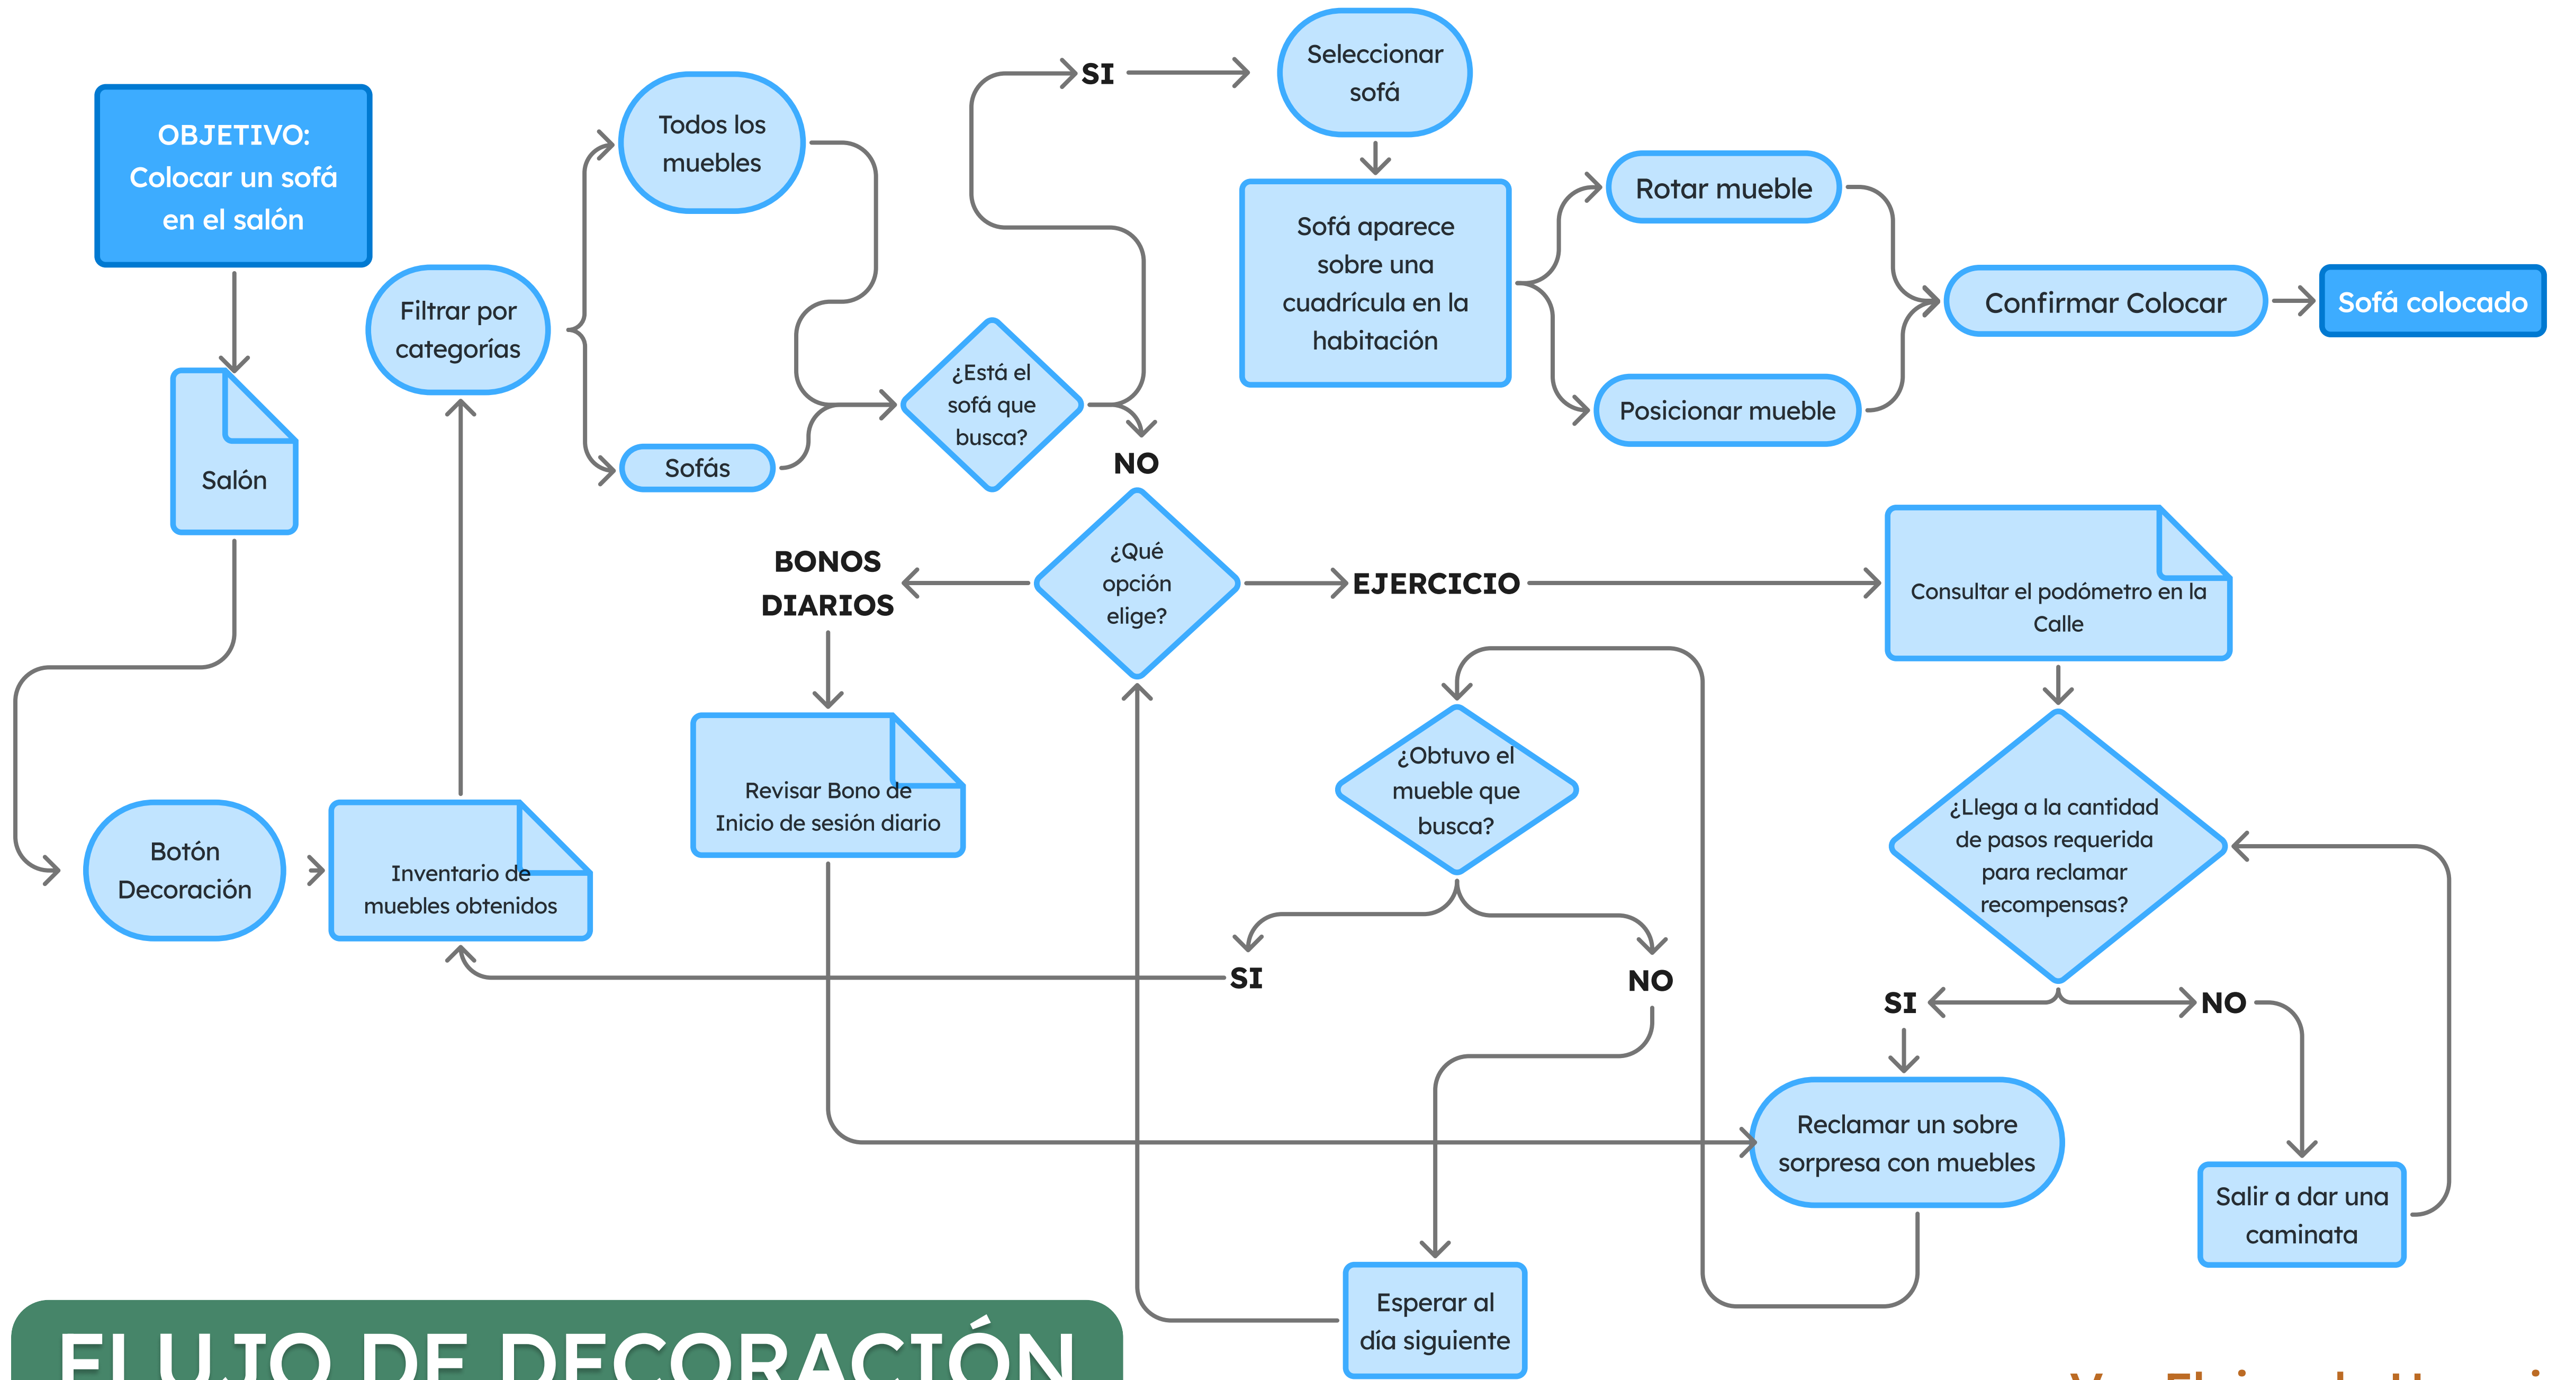 OBJETIVO:
Colocar un sofá
en el salón
Salón
Botón
Decoración
Inventario de
muebles obtenidos
Filtrar por
categorías
Todos los
muebles
Sofás
¿Está el
sofá que
busca?
SI
Seleccionar
sofá
Sofá aparece
sobre una
cuadrícula en la
habitación
Rotar mueble
Posicionar mueble
Confirmar Colocar
Sofá colocado
NO
¿Qué
opción
elige?
BONOS
DIARIOS
Revisar Bono de
Inicio de sesión diario
EJERCICIO
Consultar el podómetro en la
Calle
¿Llega a la cantidad
de pasos requerida
para reclamar
recompensas?
SI
NO
Salir a dar una
caminata
Reclamar un sobre
sorpresa con muebles
¿Obtuvo el
mueble que
busca?
SI
NO
Esperar al
día siguiente
FLUJO DE DECORACIÓN